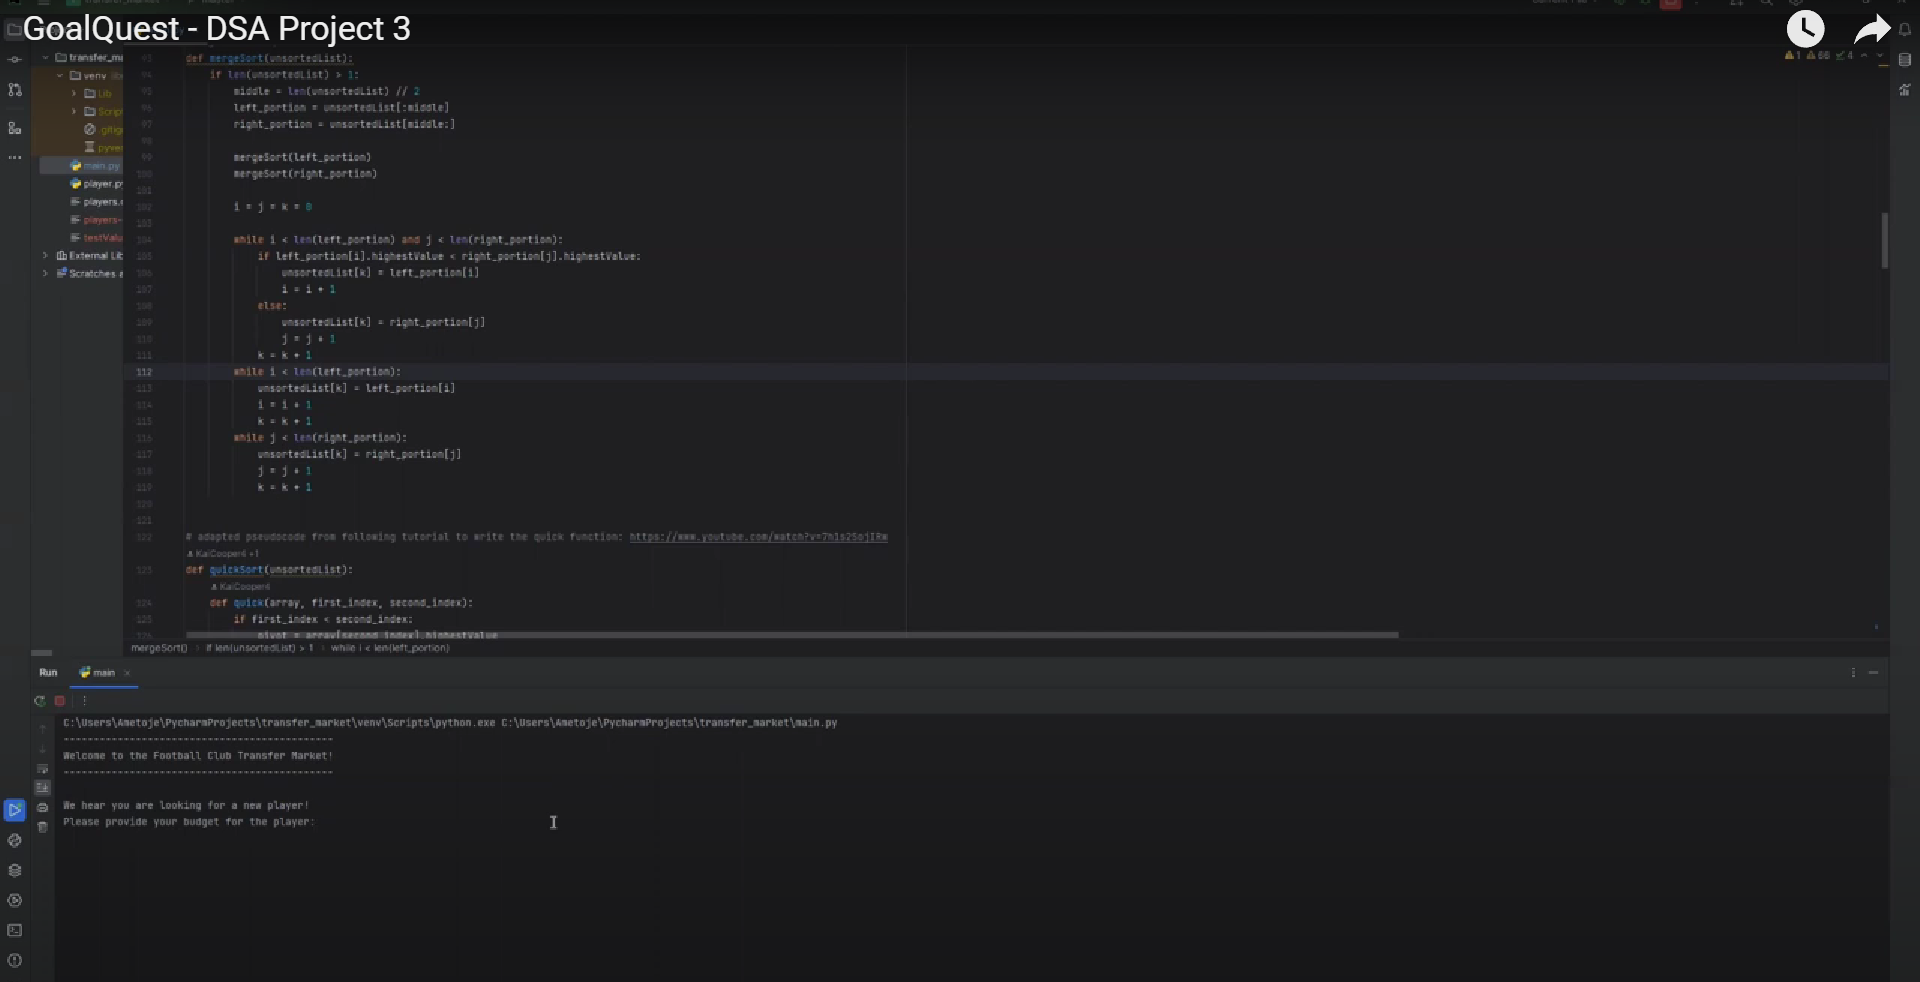 GoalQuest - DSA Project 3
transfer_ma
venv
Lib
Scrip
.gitig
pyver
main.py
player.py
players.
players-
testValu
External Lib
Scratches a
1 66 4
93 def mergeSort(unsortedList):
94 if len(unsortedList) > 1:
95 middle = len(unsortedList) // 2
96 left_portion = unsortedList[:middle]
97 right_portion = unsortedList[middle:]
98
99 mergeSort(left_portion)
100 mergeSort(right_portion)
101
102 i = j = k = 0
103
104 while i < len(left_portion) and j < len(right_portion):
105 if left_portion[i].highestValue < right_portion[j].highestValue:
106 unsortedList[k] = left_portion[i]
107 i = i + 1
108 else:
109 unsortedList[k] = right_portion[j]
110 j = j + 1
111 k = k + 1
112 while i < len(left_portion):
113 unsortedList[k] = left_portion[i]
114 i = i + 1
115 k = k + 1
116 while j < len(right_portion):
117 unsortedList[k] = right_portion[j]
118 j = j + 1
119 k = k + 1
120
121
122 # adapted pseudocode from following tutorial to write the quick function: 
KaiCooper4 +1
123 def quickSort(unsortedList):
KaiCooper4
124 def quick(array, first_index, second_index):
125 if first_index < second_index:
126 pivot = array[second_index].highestValue
mergeSort() › if len(unsortedList) > 1 › while i < len(left_portion)
Run main ×
C:\Users\Ametoje\PycharmProjects\transfer_market\venv\Scripts\python.exe C:\Users\Ametoje\PycharmProjects\transfer_market\main.py
Welcome to the Football Club Transfer Market!
We hear you are looking for a new player!
Please provide your budget for the player: